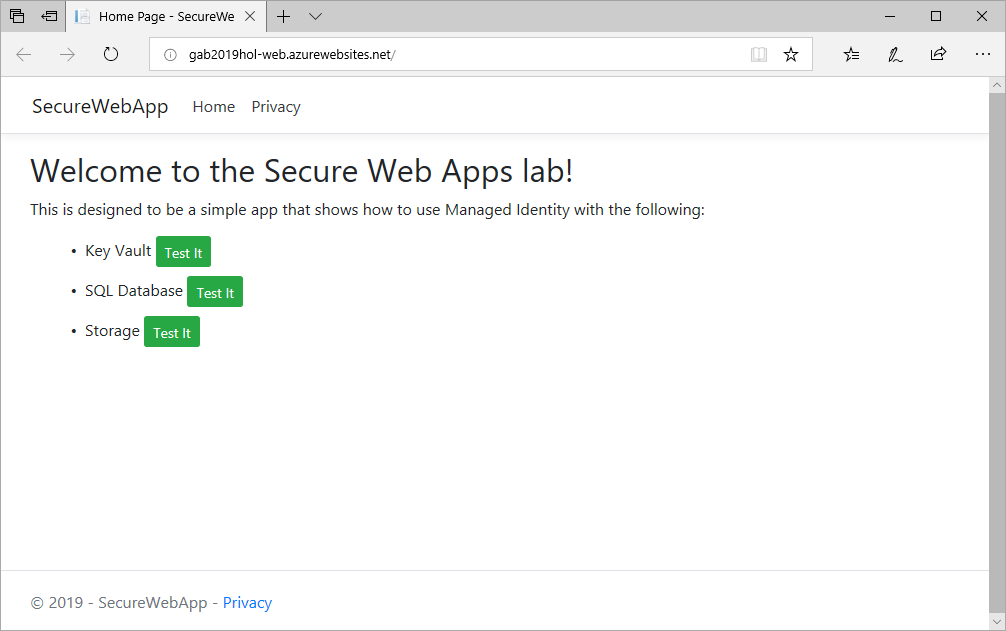 Home Page - SecureWe
gab2019hol-web.azurewebsites.net/
SecureWebApp Home Privacy
Welcome to the Secure Web Apps lab!
This is designed to be a simple app that shows how to use Managed Identity with the following:
• Key Vault Test It
• SQL Database Test It
• Storage Test It
© 2019 - SecureWebApp - Privacy